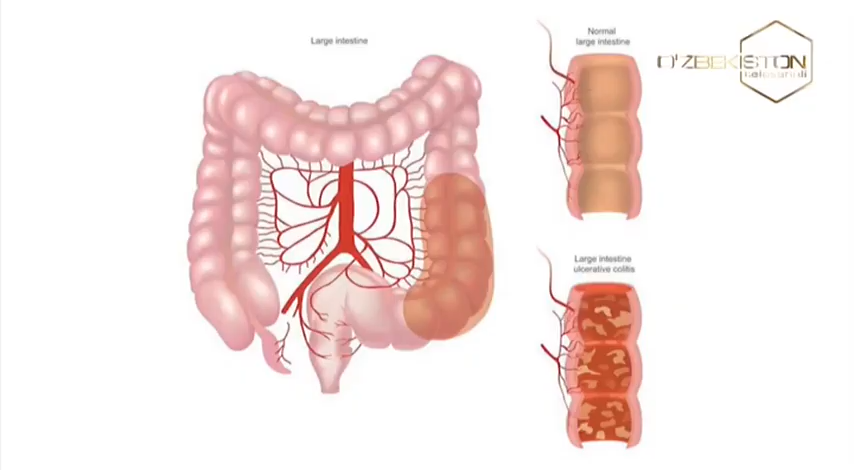 Large intestine
Normal
large intestine
O'ZBEKISTON
Large intestine
ulcerative colitis